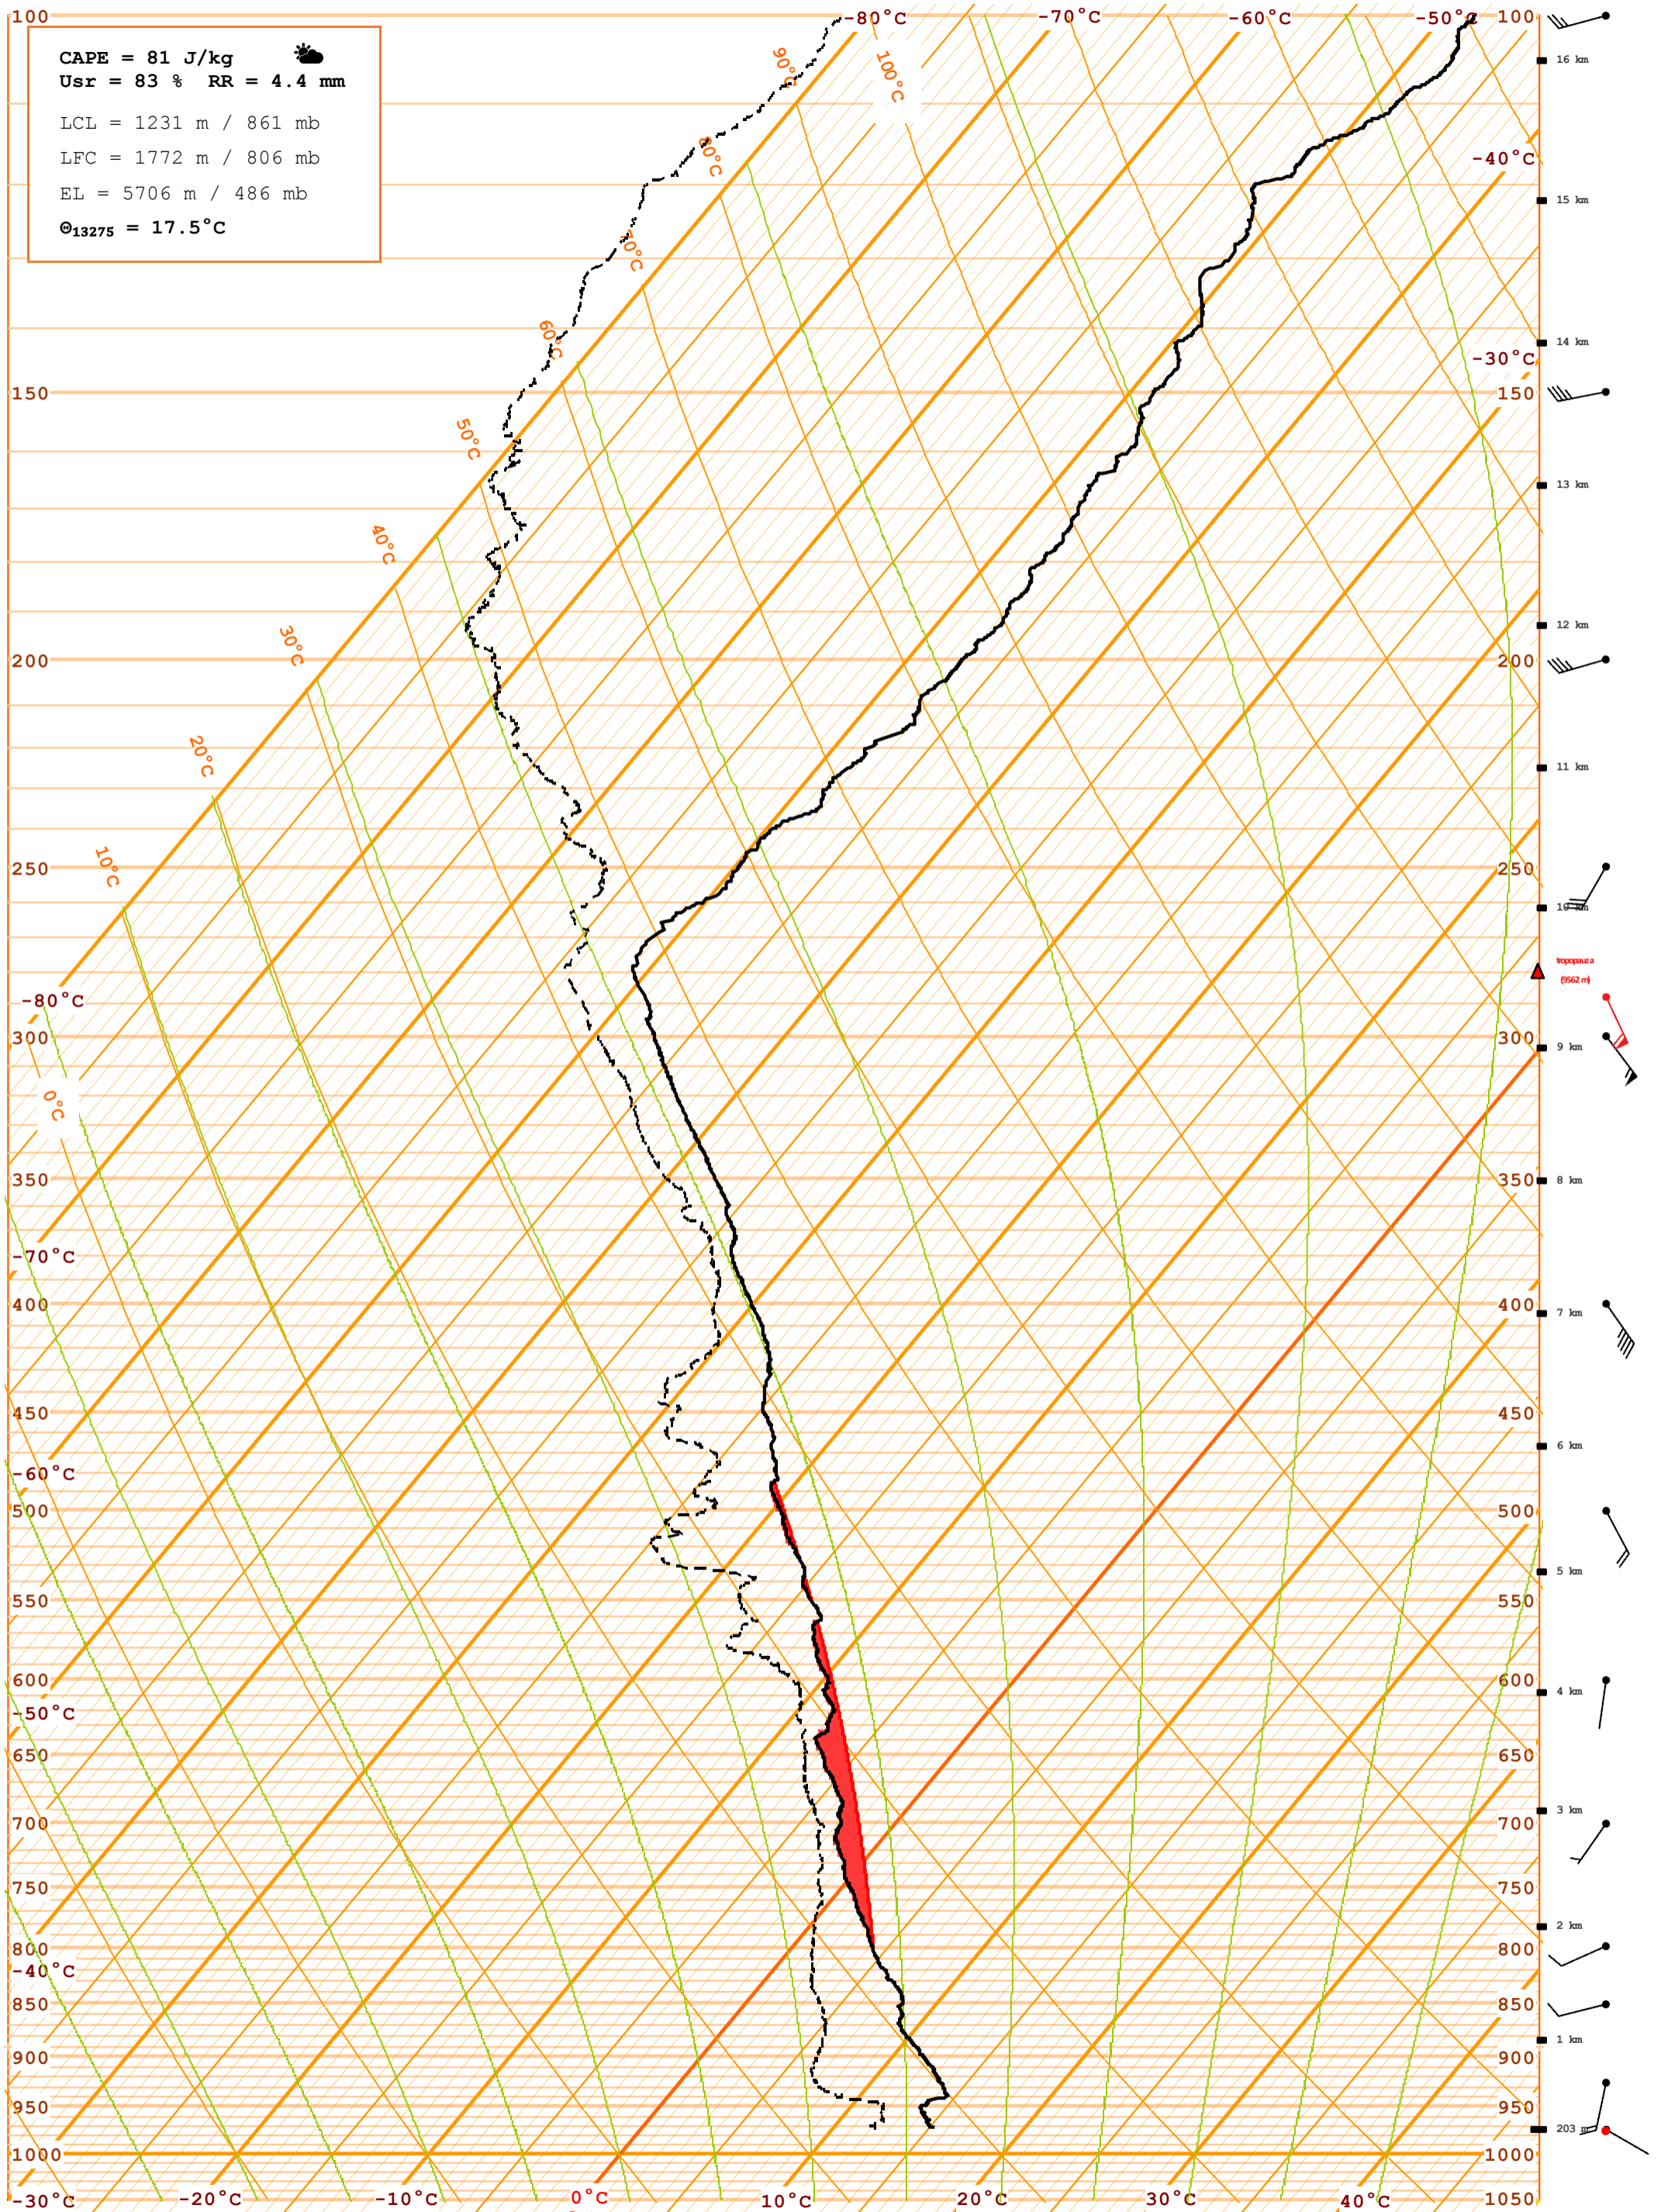 100 -80°C -70°C -60°C -50°C 100
CAPE = 81 J/kg
Usr = 83 %  RR = 4.4 mm
LCL = 1231 m / 861 mb
LFC = 1772 m / 806 mb
EL = 5706 m / 486 mb
Θ13275 = 17.5°C
90°C 100°C
16 km
80°C -40°C
15 km
70°C
60°C 14 km
-30°C
150 150
50°C
13 km
40°C
12 km
30°C
200 200
20°C 11 km
10°C 250 250
10 km
tropopauza
(9562 m)
-80°C
300 300
9 km
0°C
350 350
8 km
-70°C
400 400
7 km
450 450
6 km
-60°C
500 500
5 km
550 550
600 600
4 km
-50°C
650 650
3 km
700 700
750 750
2 km
800 800
-40°C
850 850
1 km
900 900
950 950
203 m
1000 1000
-30°C -20°C -10°C 0°C 10°C 20°C 30°C 40°C 1050